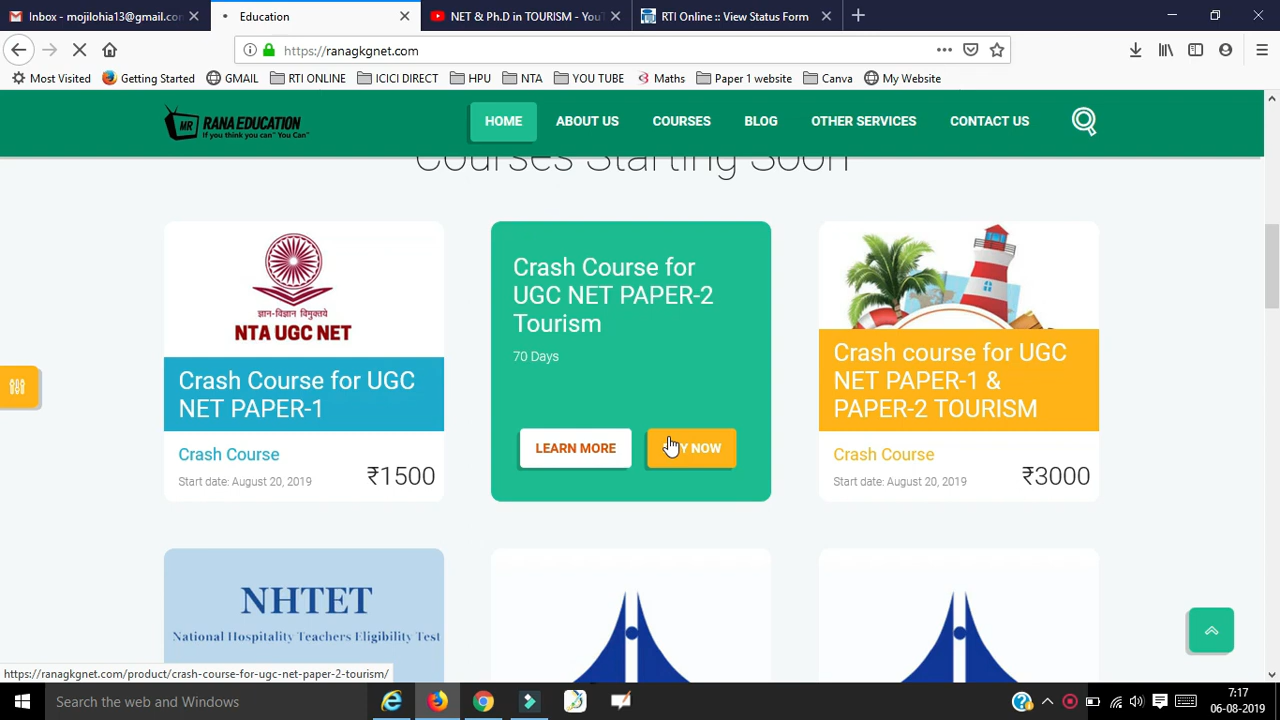 Inbox - mojilohia13@gmail.com
Education
NET & Ph.D in TOURISM - YouT
RTI Online :: View Status Form
https://ranagkgnet.com
Most Visited
Getting Started
GMAIL
RTI ONLINE
ICICI DIRECT
HPU
NTA
YOU TUBE
Maths
Paper 1 website
Canva
My Website
MR RANA EDUCATION
If you think you can" You Can"
HOME
ABOUT US
COURSES
BLOG
OTHER SERVICES
CONTACT US
Courses Starting Soon
ज्ञान-विज्ञान विमुक्तये
NTA UGC NET
Crash Course for UGC
NET PAPER-1
Crash Course
Start date: August 20, 2019
₹1500
Crash Course for
UGC NET PAPER-2
Tourism
70 Days
LEARN MORE
NOW
Crash course for UGC
NET PAPER-1 &
PAPER-2 TOURISM
Crash Course
Start date: August 20, 2019
₹3000
NHTET
National Hospitality Teachers Eligibility Test
https://ranagkgnet.com/product/crash-course-for-ugc-net-paper-2-tourism/
Search the web and Windows
7:17
06-08-2019